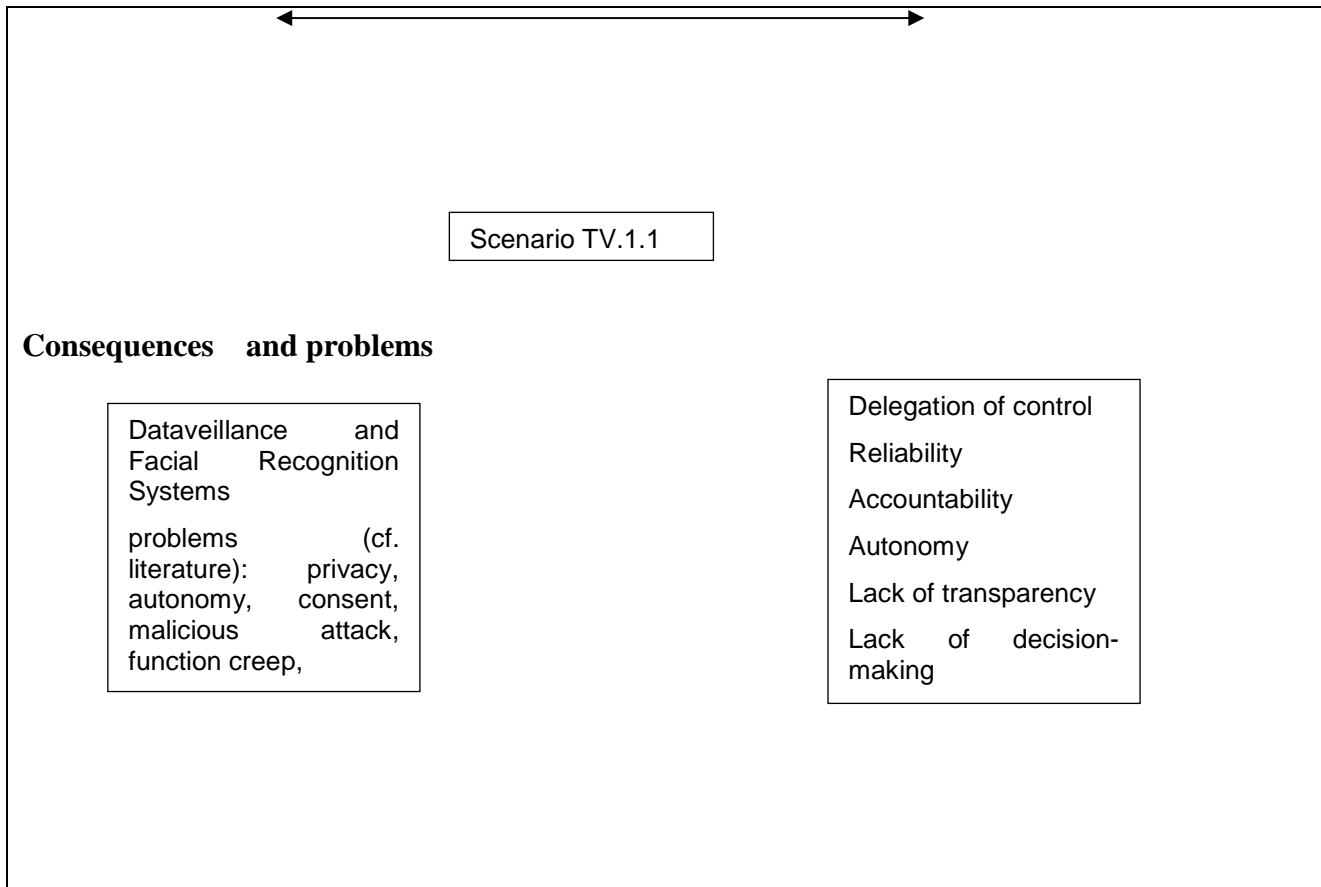 Scenario TV.1.1
Consequences and problems
Dataveillance and
Facial Recognition
Systems
problems (cf.
literature): privacy,
autonomy, consent,
malicious attack,
function creep,
Delegation of control
Reliability
Accountability
Autonomy
Lack of transparency
Lack of decision-
making